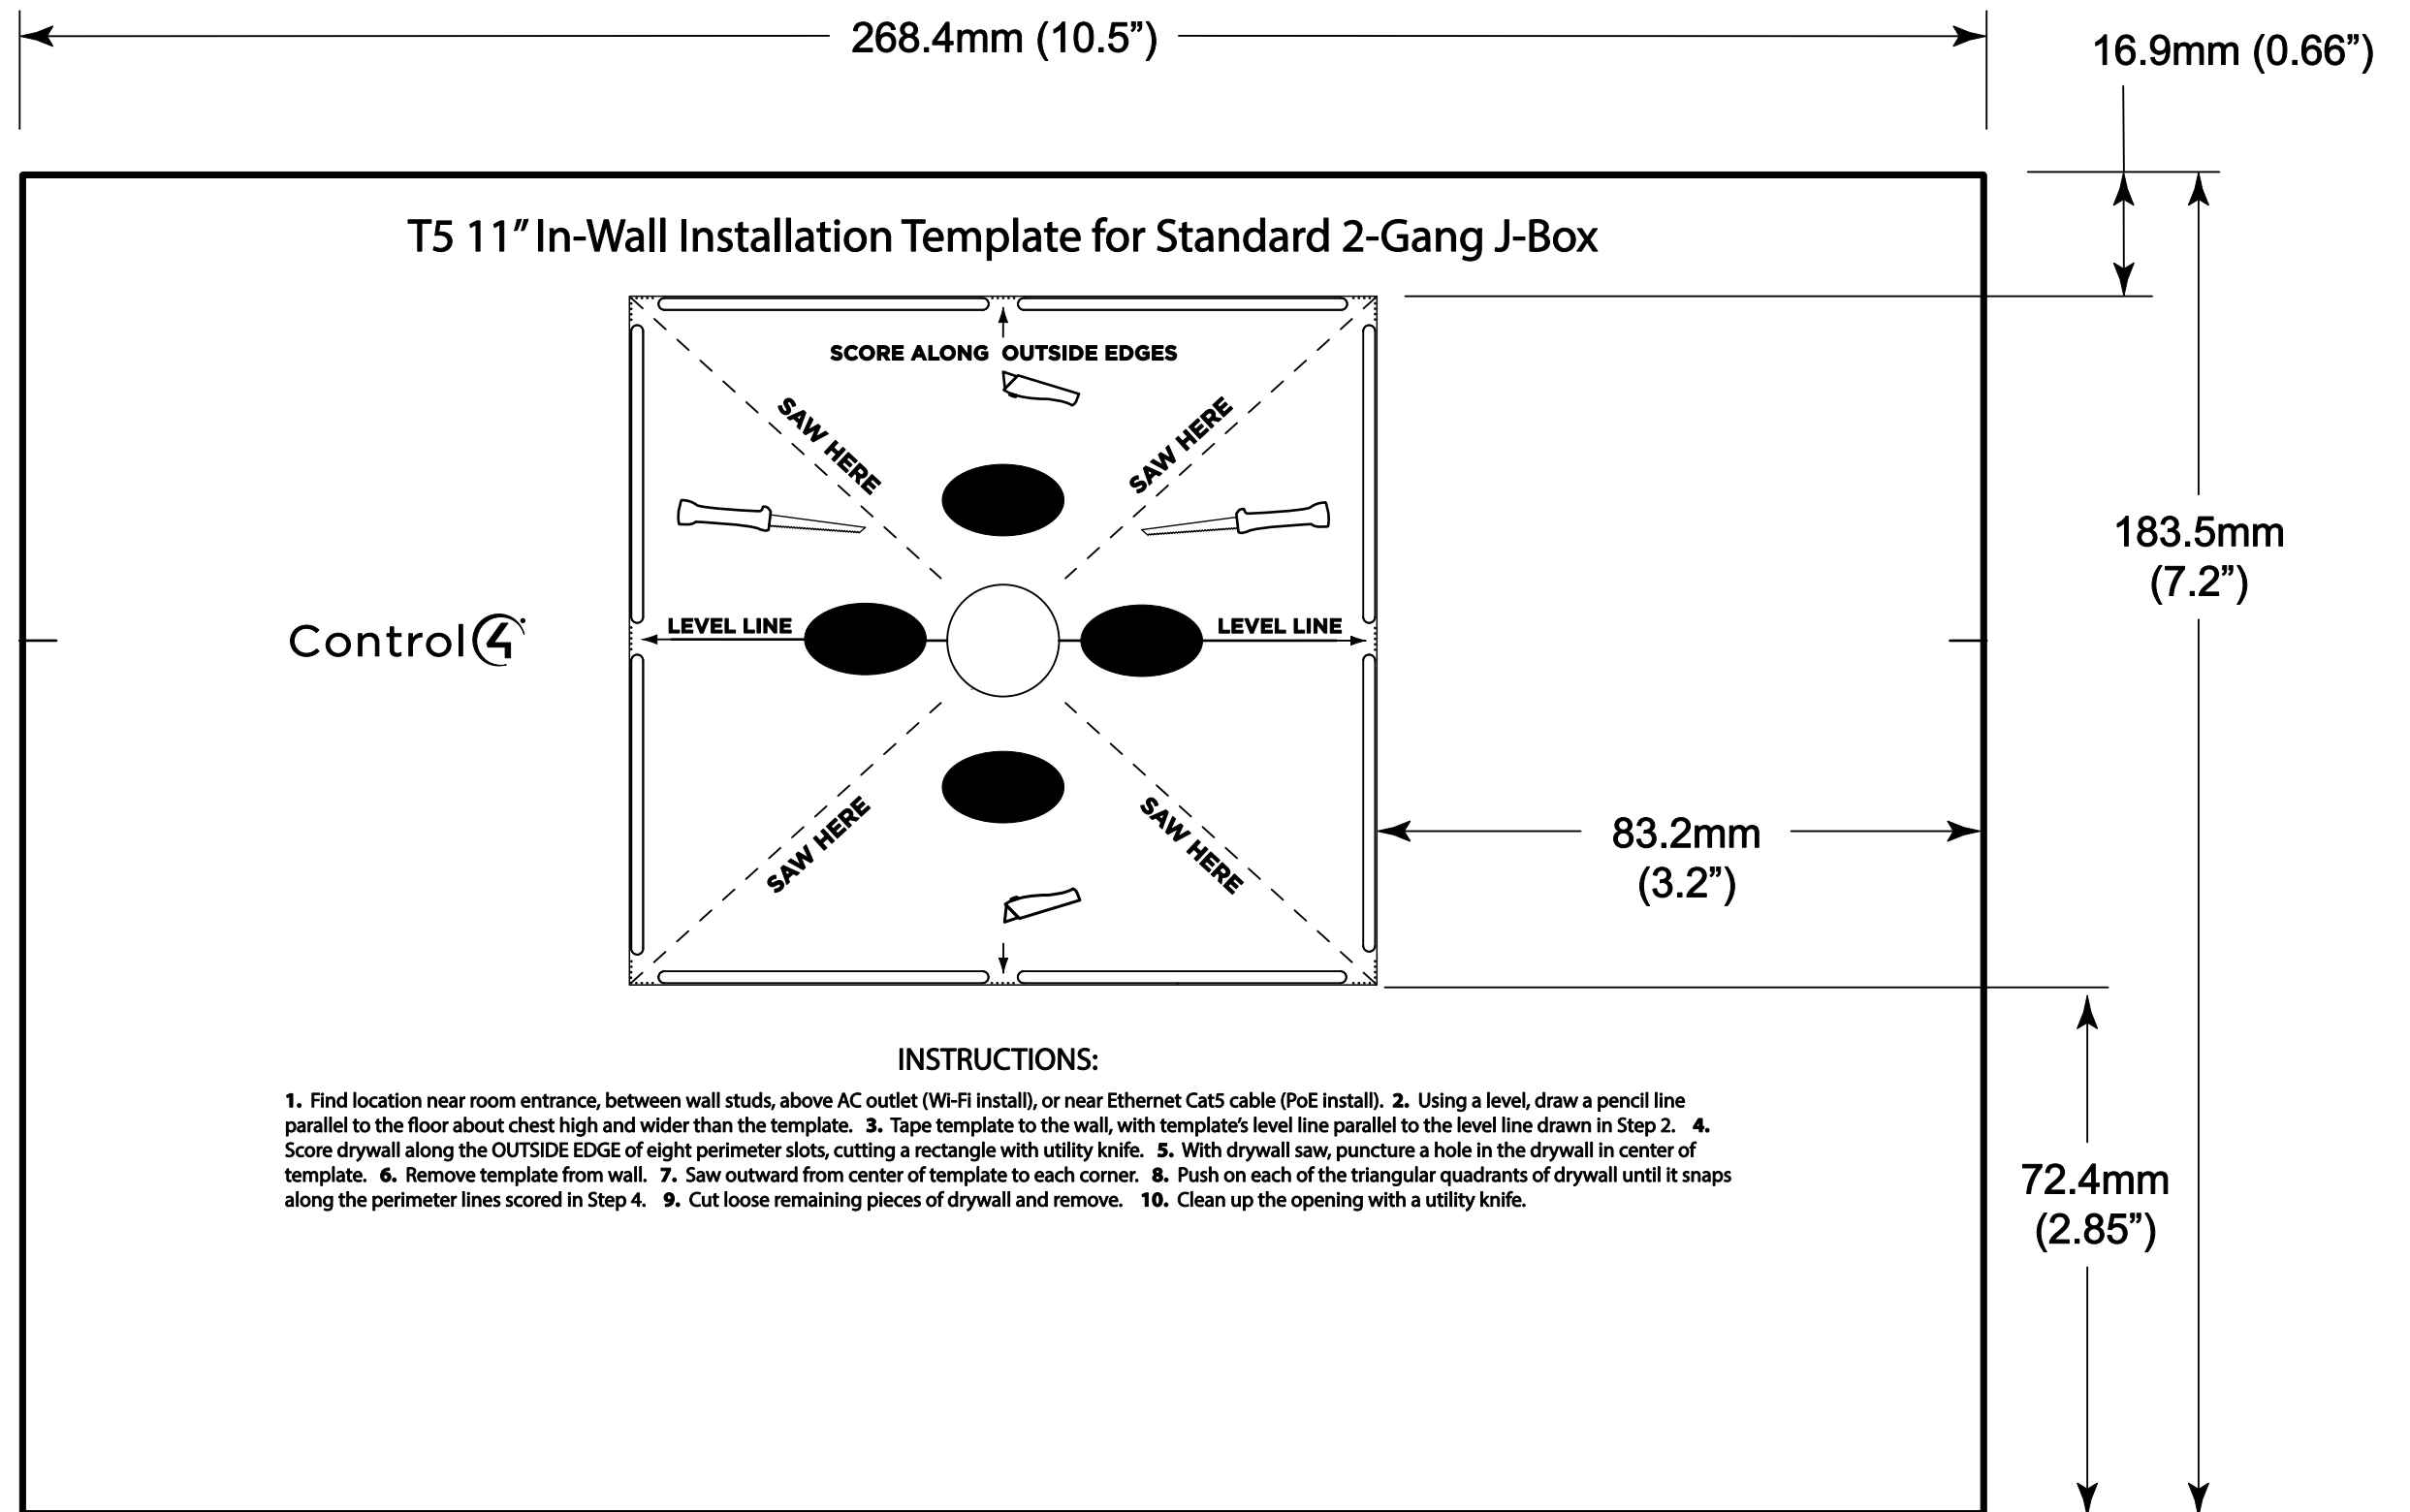 268.4mm (10.5”)
16.9mm (0.66”)
T5 11” In-Wall Installation Template for Standard 2-Gang J-Box
SCORE ALONG OUTSIDE EDGES
SAW HERE
SAW HERE
183.5mm
(7.2”)
Control4
LEVEL LINE
LEVEL LINE
SAW HERE
SAW HERE
83.2mm
(3.2”)
INSTRUCTIONS:
1. Find location near room entrance, between wall studs, above AC outlet (Wi-Fi install), or near Ethernet Cat5 cable (PoE install). 2. Using a level, draw a pencil line
parallel to the floor about chest high and wider than the template. 3. Tape template to the wall, with template’s level line parallel to the level line drawn in Step 2. 4.
Score drywall along the OUTSIDE EDGE of eight perimeter slots, cutting a rectangle with utility knife. 5. With drywall saw, puncture a hole in the drywall in center of
template. 6. Remove template from wall. 7. Saw outward from center of template to each corner. 8. Push on each of the triangular quadrants of drywall until it snaps
along the perimeter lines scored in Step 4. 9. Cut loose remaining pieces of drywall and remove. 10. Clean up the opening with a utility knife.
72.4mm
(2.85”)